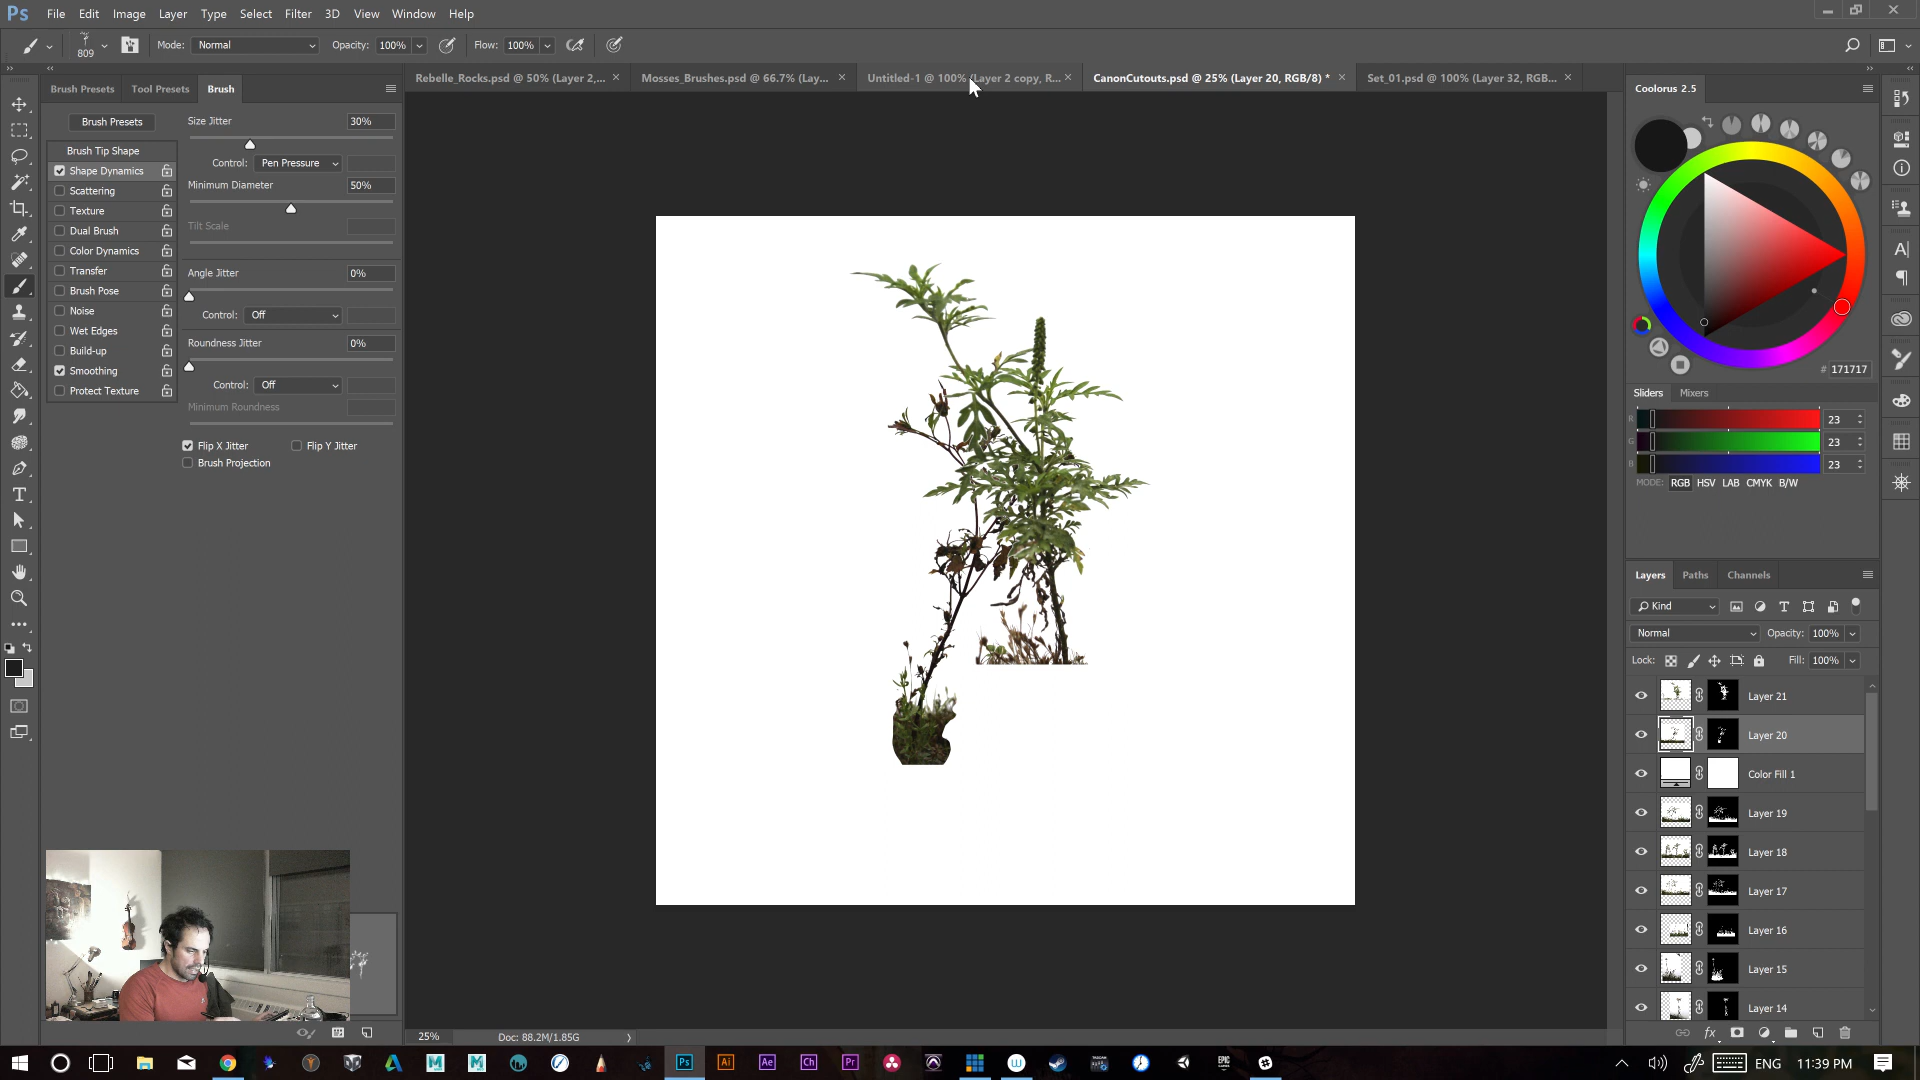 Ps File Edit Image Layer Type Select Filter 3D View Window Help
809 Mode: Normal Opacity: 100% Flow: 100%
Rebelle_Rocks.psd @ 50% (Layer 2,... × Mosses_Brushes.psd @ 66.7% (Lay... × Untitled-1 @ 100% (Layer 2 copy, R... × CanonCutouts.psd @ 25% (Layer 20, RGB/8) * × Set_01.psd @ 100% (Layer 32, RGB... ×
Brush Presets Tool Presets Brush
Brush Presets
Brush Tip Shape
Shape Dynamics
Scattering
Texture
Dual Brush
Color Dynamics
Transfer
Brush Pose
Noise
Wet Edges
Build-up
Smoothing
Protect Texture
Size Jitter 30%
Control: Pen Pressure
Minimum Diameter 50%
Tilt Scale
Angle Jitter 0%
Control: Off
Roundness Jitter 0%
Control: Off
Minimum Roundness
Flip X Jitter Flip Y Jitter
Brush Projection
Coolorus 2.5
# 171717
Sliders Mixers
R 23
G 23
B 23
MODE: RGB HSV LAB CMYK B/W
Layers Paths Channels
Kind
Normal Opacity: 100%
Lock: Fill: 100%
Layer 21
Layer 20
Color Fill 1
Layer 19
Layer 18
Layer 17
Layer 16
Layer 15
Layer 14
fx
25% Doc: 88.2M/1.85G
Ps Ai Ae Ch Pr
ENG 11:39 PM